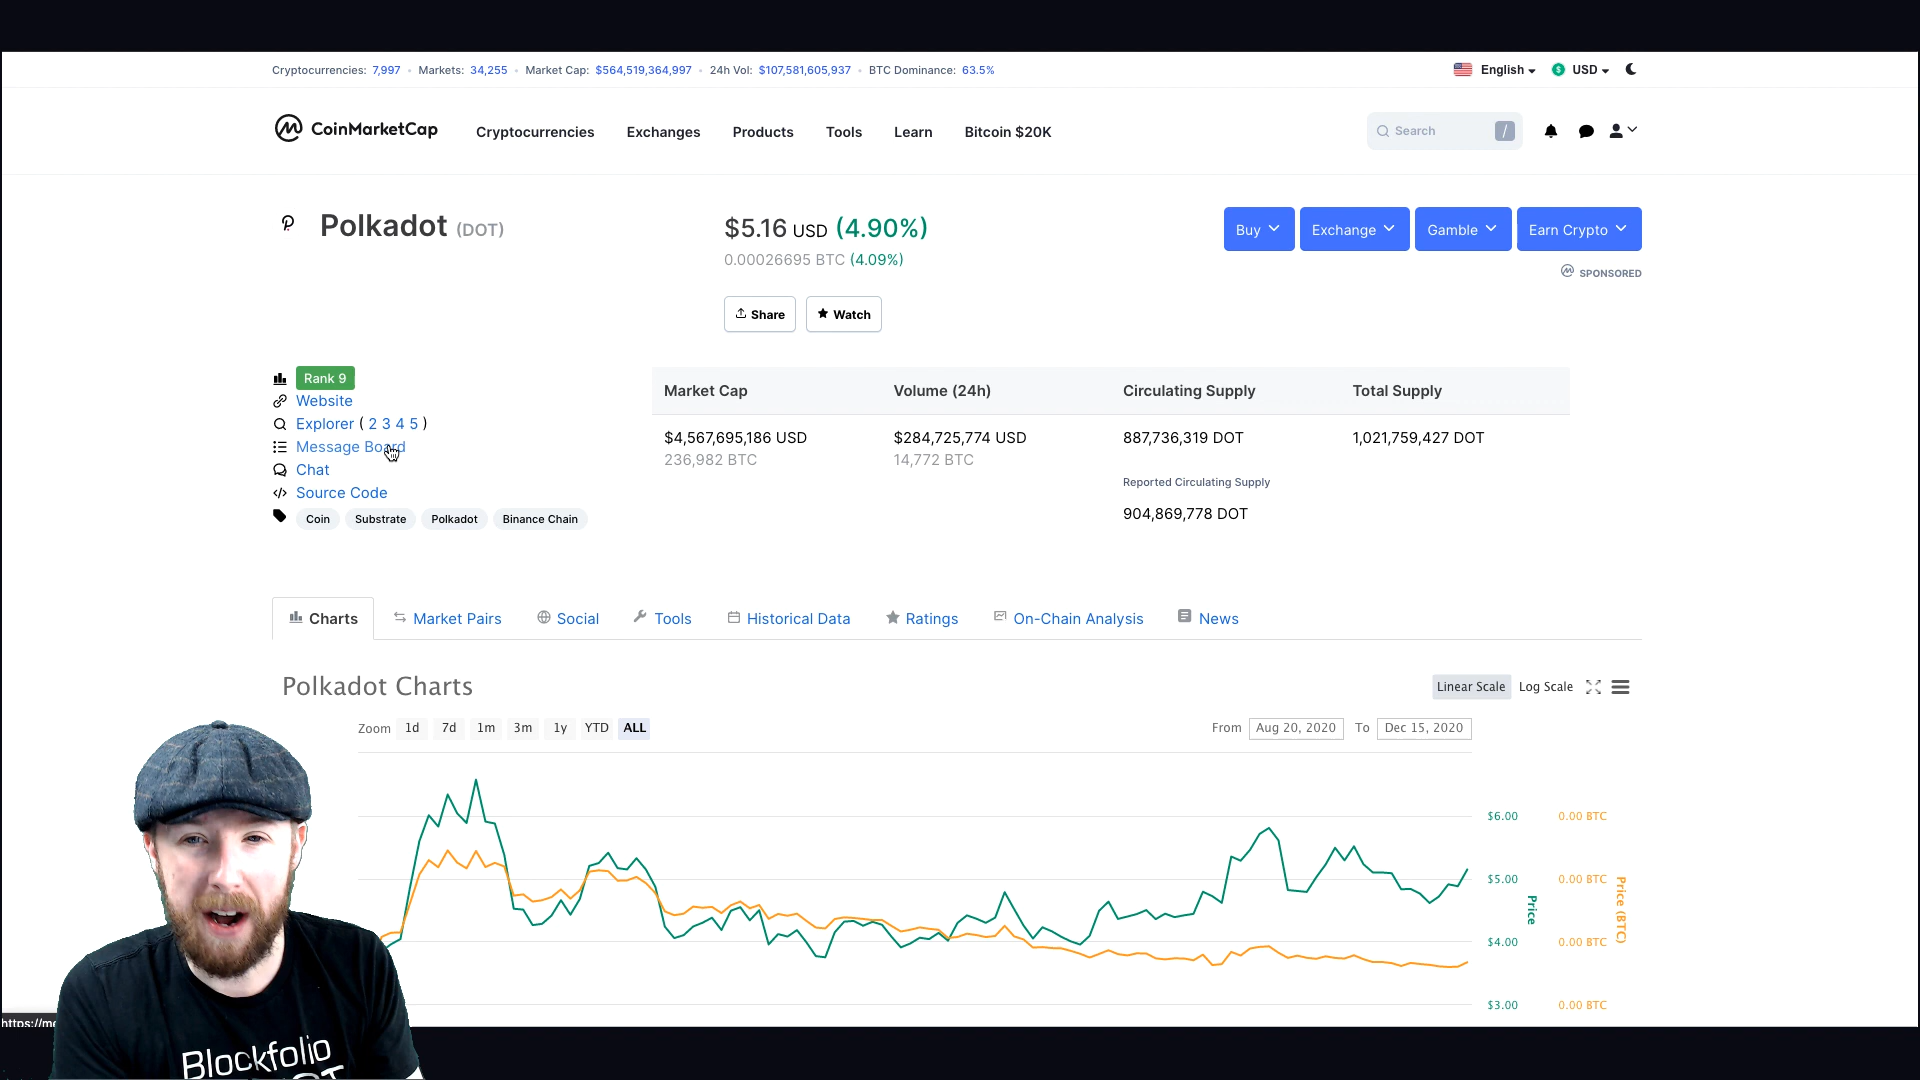 Cryptocurrencies: 7,997 • Markets: 34,255 • Market Cap: $564,519,364,997 • 24h Vol: $107,581,605,937 • BTC Dominance: 63.5%
English
USD
CoinMarketCap
Cryptocurrencies
Exchanges
Products
Tools
Learn
Bitcoin $20K
Search
/
Polkadot (DOT)
$5.16 USD (4.90%)
0.00026695 BTC (4.09%)
Share
Watch
Buy
Exchange
Gamble
Earn Crypto
SPONSORED
Rank 9
Website
Explorer ( 2 3 4 5 )
Message Board
Chat
Source Code
Coin
Substrate
Polkadot
Binance Chain
Market Cap
Volume (24h)
Circulating Supply
Total Supply
$4,567,695,186 USD
$284,725,774 USD
887,736,319 DOT
1,021,759,427 DOT
236,982 BTC
14,772 BTC
Reported Circulating Supply
904,869,778 DOT
Charts
Market Pairs
Social
Tools
Historical Data
Ratings
On-Chain Analysis
News
Polkadot Charts
Linear Scale
Log Scale
Zoom
1d
7d
1m
3m
1y
YTD
ALL
From
Aug 20, 2020
To
Dec 15, 2020
$6.00
0.00 BTC
$5.00
0.00 BTC
$4.00
0.00 BTC
$3.00
0.00 BTC
Price
Price (BTC)
Blockfolio